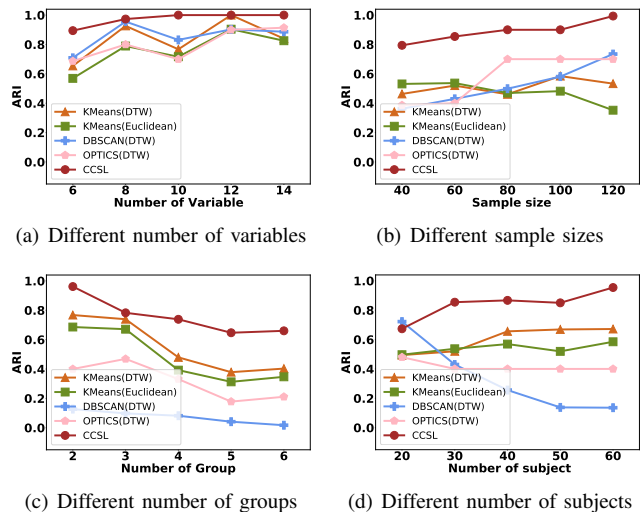 1.0
0.8
0.6
0.4
0.2
0.0
ARI
KMeans(DTW)
KMeans(Euclidean)
DBSCAN(DTW)
OPTICS(DTW)
CCSL
6 8 10 12 14
Number of Variable
(a) Different number of variables
1.0
0.8
0.6
0.4
0.2
0.0
ARI
KMeans(DTW)
KMeans(Euclidean)
DBSCAN(DTW)
OPTICS(DTW)
CCSL
40 60 80 100 120
Sample size
(b) Different sample sizes
1.0
0.8
0.6
0.4
0.2
0.0
ARI
KMeans(DTW)
KMeans(Euclidean)
DBSCAN(DTW)
OPTICS(DTW)
CCSL
2 3 4 5 6
Number of Group
(c) Different number of groups
1.0
0.8
0.6
0.4
0.2
0.0
ARI
KMeans(DTW)
KMeans(Euclidean)
DBSCAN(DTW)
OPTICS(DTW)
CCSL
20 30 40 50 60
Number of subject
(d) Different number of subjects